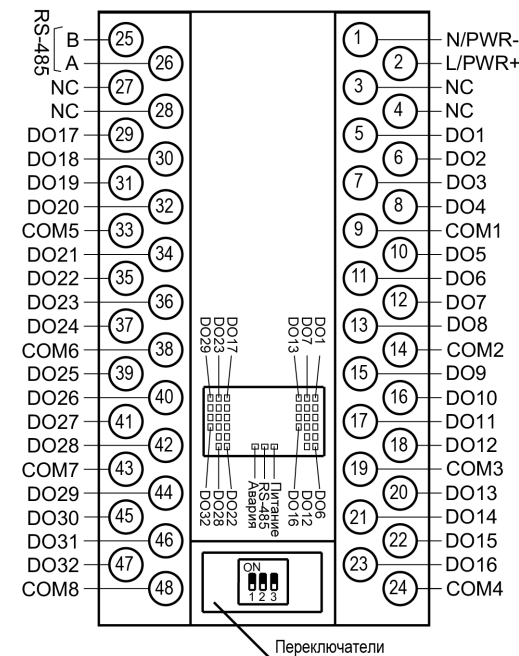 RS-485
B 25
A 26
NC 27
NC 28
DO17 29
DO18 30
DO19 31
DO20 32
COM5 33
DO21 34
DO22 35
DO23 36
DO24 37
COM6 38
DO25 39
DO26 40
DO27 41
DO28 42
COM7 43
DO29 44
DO30 45
DO31 46
DO32 47
COM8 48
DO29 DO23 DO17
DO13 DO7 DO1
DO32 DO28 DO22
Авария RS-485 Питание
DO16 DO12 DO6
ON
1 2 3
1 N/PWR-
2 L/PWR+
3 NC
4 NC
5 DO1
6 DO2
7 DO3
8 DO4
9 COM1
10 DO5
11 DO6
12 DO7
13 DO8
14 COM2
15 DO9
16 DO10
17 DO11
18 DO12
19 COM3
20 DO13
21 DO14
22 DO15
23 DO16
24 COM4
Переключатели